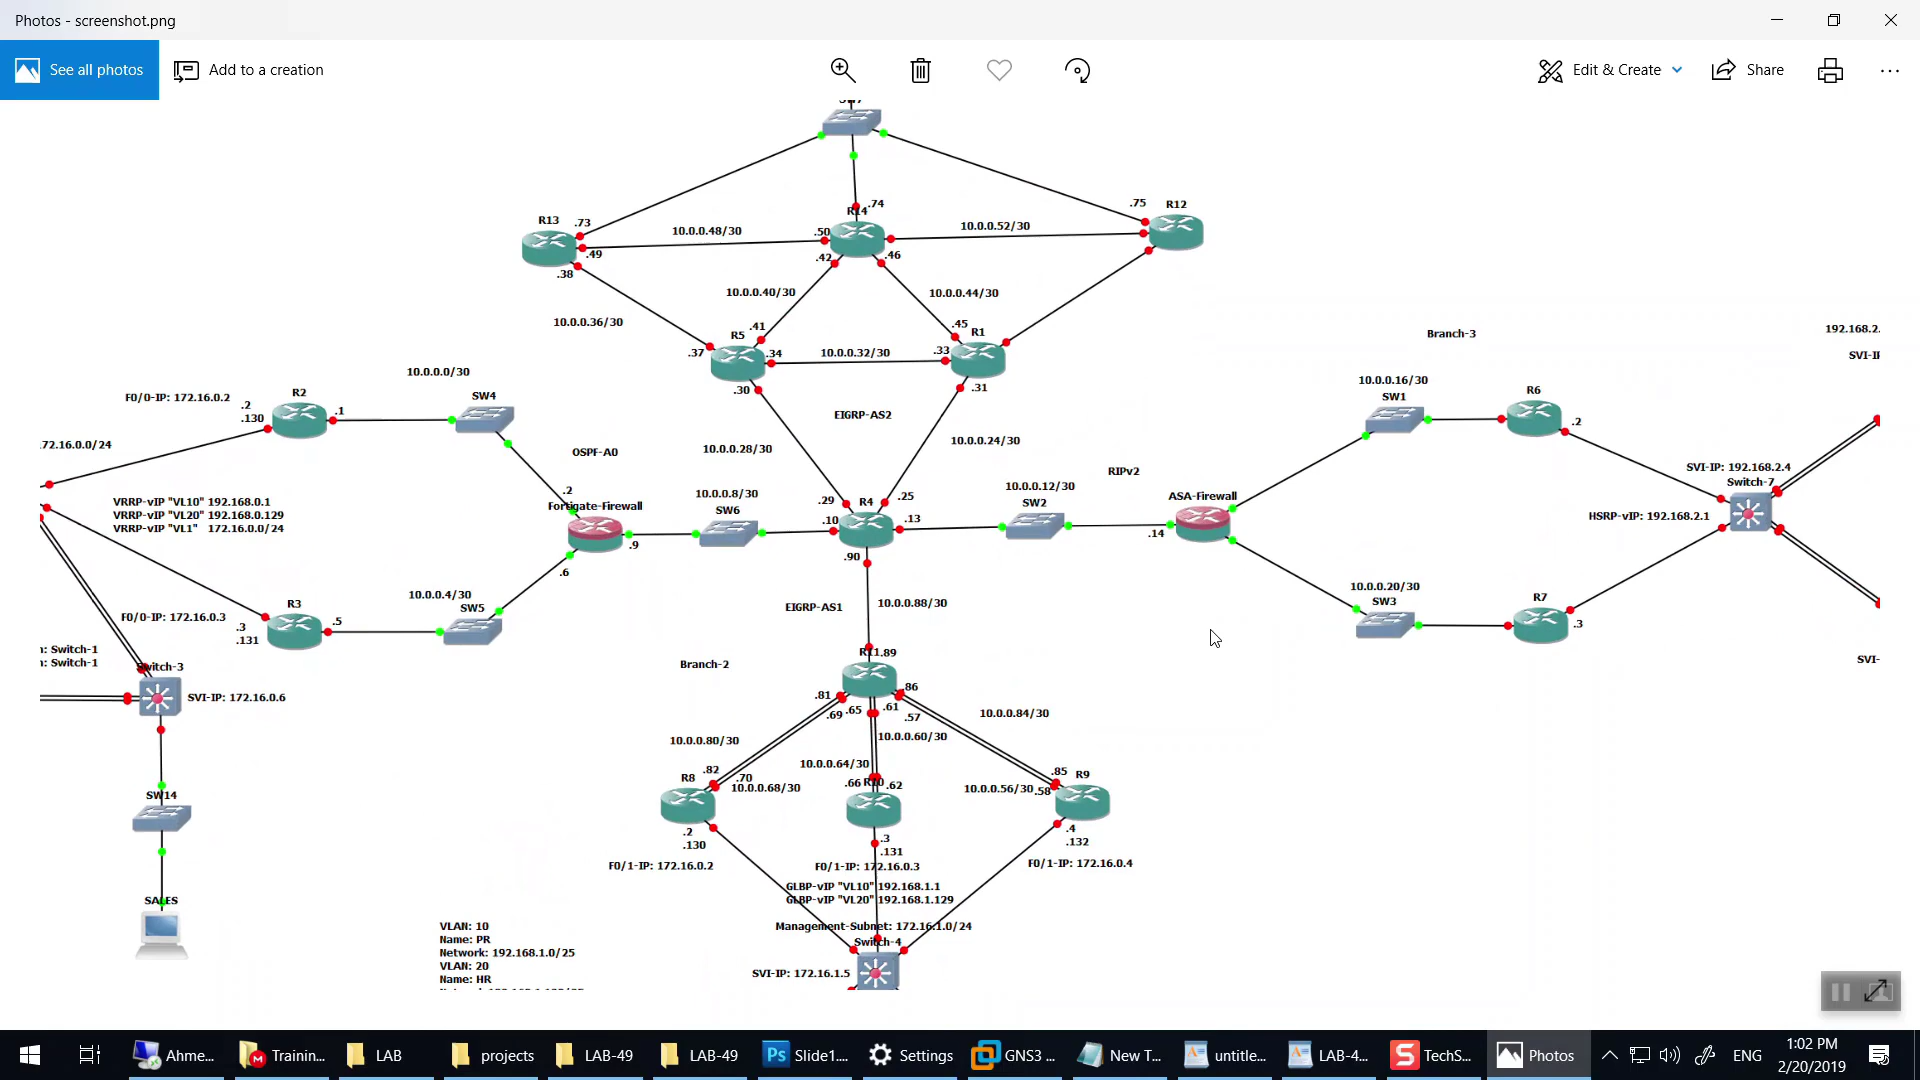 Photos - screenshot.png
See all photos
Add to a creation
Edit & Create
Share
R13
.73
.74
R14
.75
R12
10.0.0.48/30
.50
10.0.0.52/30
.49
.38
.42
.46
10.0.0.40/30
10.0.0.44/30
10.0.0.36/30
.41
.45
R5
R1
.37
.34
10.0.0.32/30
.33
.30
.31
Branch-3
SVI-IP
10.0.0.0/30
10.0.0.16/30
F0/0-IP: 172.16.0.2
R2
SW4
SW1
R6
.2
.130
.1
.2
EIGRP-AS2
.72.16.0.0/24
OSPF-A0
10.0.0.28/30
10.0.0.24/30
RIPv2
SVI-IP: 192.168.2.4
Switch-7
VRRP-vIP "VL10" 192.168.0.1
VRRP-vIP "VL20" 192.168.0.129
VRRP-vIP "VL1" 172.16.0.0/24
.2
Fortigate-Firewall
10.0.0.8/30
SW6
.29
R4
.25
10.0.0.12/30
SW2
ASA-Firewall
HSRP-vIP: 192.168.2.1
.10
.13
.9
.14
.90
.6
10.0.0.4/30
SW5
EIGRP-AS1
10.0.0.88/30
10.0.0.20/30
SW3
R7
R3
F0/0-IP: 172.16.0.3
.3
.131
.5
.3
: Switch-1
: Switch-1
Switch-3
SVI-IP: 172.16.0.6
Branch-2
R11
.89
SVI-
.81
.86
.69
.65
.61
.57
10.0.0.84/30
10.0.0.80/30
10.0.0.60/30
10.0.0.64/30
R8
.82
.70
10.0.0.68/30
.66
R10
.62
10.0.0.56/30
.58
.85
R9
SW14
.2
.130
.3
.131
.4
.132
F0/1-IP: 172.16.0.2
F0/1-IP: 172.16.0.3
F0/1-IP: 172.16.0.4
GLBP-vIP "VL10" 192.168.1.1
GLBP-vIP "VL20" 192.168.1.129
SALES
Management-Subnet: 172.16.1.0/24
Switch-4
VLAN: 10
Name: PR
Network: 192.168.1.0/25
VLAN: 20
Name: HR
SVI-IP: 172.16.1.5
Ahme...
Trainin...
LAB
projects
LAB-49
LAB-49
Slide1....
Settings
GNS3 ...
New T...
untitle...
LAB-4...
TechS...
Photos
ENG
1:02 PM
2/20/2019